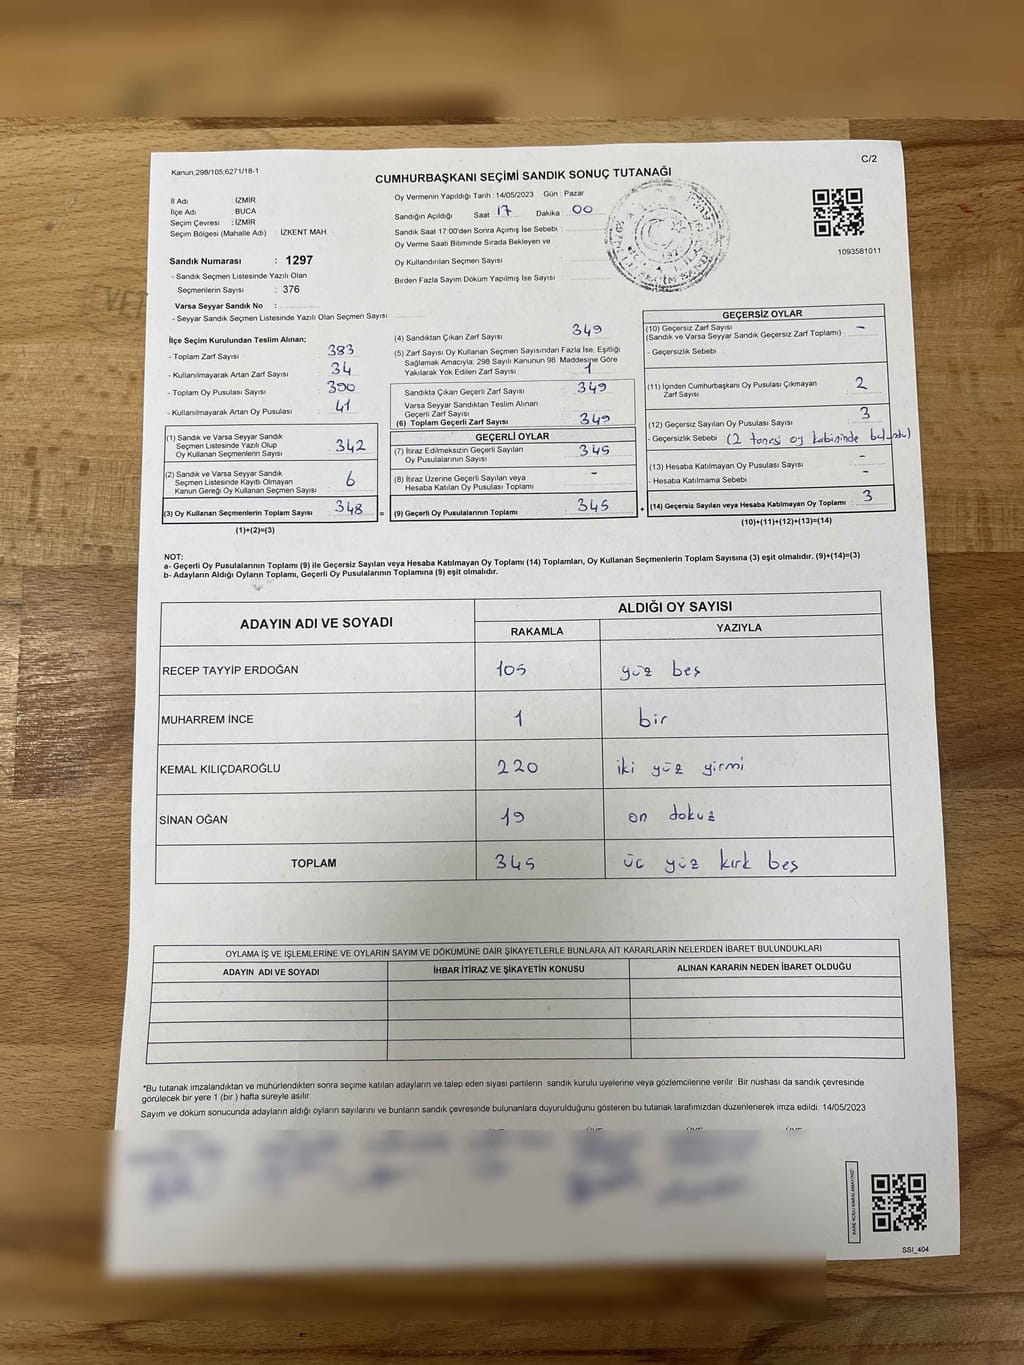 C/2
Kanun;298/105;6271/18-1
CUMHURBAŞKANI SEÇİMİ SANDIK SONUÇ TUTANAĞI
İl Adı : İZMİR
İlçe Adı : BUCA
Seçim Çevresi : İZMİR
Seçim Bölgesi (Mahalle Adı) : İZKENT MAH.
Oy Vermenin Yapıldığı Tarih : 14/05/2023 Gün : Pazar
Sandığın Açıldığı Saat 17 Dakika 00
Sandık Saat 17:00'den Sonra Açımış İse Sebebi :
Oy Verme Saati Bitiminde Sırada Bekleyen ve
Oy Kullandırılan Seçmen Sayısı :
Birden Fazla Sayım Döküm Yapılmış İse Sayısı :
1093581011
Sandık Numarası : 1297
- Sandık Seçmen Listesinde Yazılı Olan
Seçmenlerin Sayısı : 376
Varsa Seyyar Sandık No :
- Seyyar Sandık Seçmen Listesinde Yazılı Olan Seçmen Sayısı:
İlçe Seçim Kurulundan Teslim Alınan;
- Toplam Zarf Sayısı : 383
- Kullanılmayarak Artan Zarf Sayısı : 34
- Toplam Oy Pusulası Sayısı : 390
- Kullanılmayarak Artan Oy Pusulası : 41
(1) Sandık ve Varsa Seyyar Sandık
Seçmen Listesinde Yazılı Olup
Oy Kullanan Seçmenlerin Sayısı : 342
(2) Sandık ve Varsa Seyyar Sandık
Seçmen Listesinde Kayıtlı Olmayan
Kanun Gereği Oy Kullanan Seçmen Sayısı : 6
(3) Oy Kullanan Seçmenlerin Toplam Sayısı : 348 =
(1)+(2)=(3)
(4) Sandıktan Çıkan Zarf Sayısı : 349
(5) Zarf Sayısı Oy Kullanan Seçmen Sayısından Fazla İse, Eşitliği
Sağlamak Amacıyla; 298 Sayılı Kanunun 98. Maddesine Göre
Yakılarak Yok Edilen Zarf Sayısı : 1
Sandıkta Çıkan Geçerli Zarf Sayısı : 349
Varsa Seyyar Sandıktan Teslim Alınan
Geçerli Zarf Sayısı :
(6) Toplam Geçerli Zarf Sayısı : 349
GEÇERLİ OYLAR
(7) İtiraz Edilmeksizin Geçerli Sayılan
Oy Pusulalarının Sayısı : 345
(8) İtiraz Üzerine Geçerli Sayılan veya
Hesaba Katılan Oy Pusulası Toplamı : -
(9) Geçerli Oy Pusulalarının Toplamı : 345 +
GEÇERSİZ OYLAR
(10) Geçersiz Zarf Sayısı
(Sandık ve Varsa Seyyar Sandık Geçersiz Zarf Toplamı) : -
- Geçersizlik Sebebi :
(11) İçinden Cumhurbaşkanı Oy Pusulası Çıkmayan
Zarf Sayısı : 2
(12) Geçersiz Sayılan Oy Pusulası Sayısı : 3
- Geçersizlik Sebebi : (2 tanesi oy kabininde bulundu)
(13) Hesaba Katılmayan Oy Pusulası Sayısı : -
- Hesaba Katılmama Sebebi : -
(14) Geçersiz Sayılan veya Hesaba Katılmayan Oy Toplamı : 3
(10)+(11)+(12)+(13)=(14)
NOT:
a- Geçerli Oy Pusulalarının Toplamı (9) ile Geçersiz Sayılan veya Hesaba Katılmayan Oy Toplamı (14) Toplamları, Oy Kullanan Seçmenlerin Toplam Sayısına (3) eşit olmalıdır. (9)+(14)=(3)
b- Adayların Aldığı Oyların Toplamı, Geçerli Oy Pusulalarının Toplamına (9) eşit olmalıdır.
ADAYIN ADI VE SOYADI
ALDIĞI OY SAYISI
RAKAMLA YAZIYLA
RECEP TAYYİP ERDOĞAN 105 yüz beş
MUHARREM İNCE 1 bir
KEMAL KILIÇDAROĞLU 220 iki yüz yirmi
SİNAN OĞAN 19 on dokuz
TOPLAM 345 üç yüz kırk beş
OYLAMA İŞ VE İŞLEMLERİNE VE OYLARIN SAYIM VE DÖKÜMÜNE DAİR ŞİKAYETLERLE BUNLARA AİT KARARLARIN NELERDEN İBARET BULUNDUKLARI
ADAYIN ADI VE SOYADI İHBAR İTİRAZ VE ŞİKAYETİN KONUSU ALINAN KARARIN NEDEN İBARET OLDUĞU
*Bu tutanak imzalandıktan ve mühürlendikten sonra seçime katılan adayların ve talep eden siyasi partilerin sandık kurulu üyelerine veya gözlemcilerine verilir. Bir nüshası da sandık çevresinde
görülecek bir yere 1 (bir) hafta süreyle asılır.
Sayım ve döküm sonucunda adayların aldığı oyların sayılarını ve bunların sandık çevresinde bulunanlara duyurulduğunu gösteren bu tutanak tarafımızdan düzenlenerek imza edildi. 14/05/2023
SSI_404